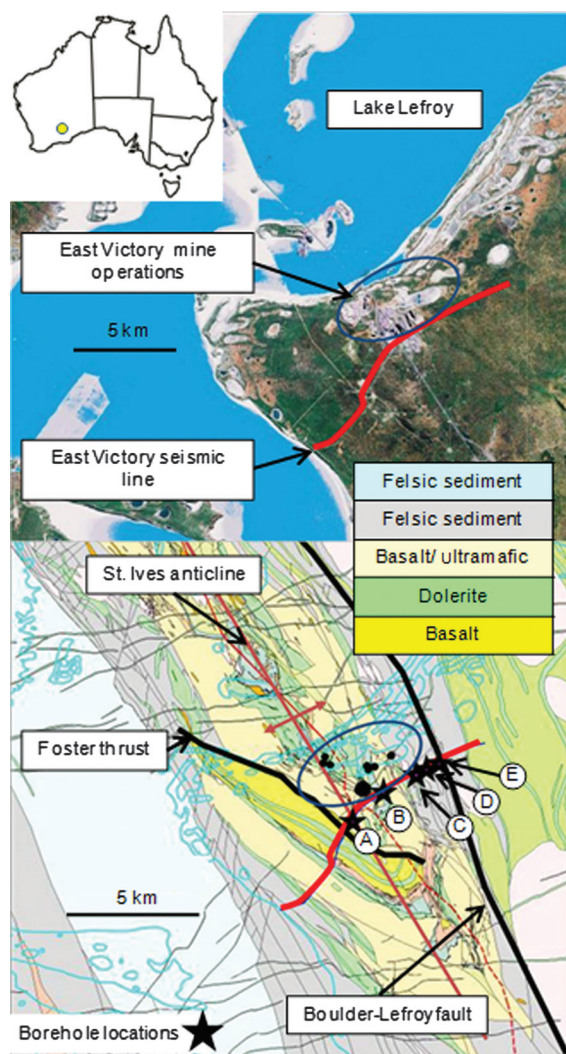 Lake Lefroy
East Victory mine
operations
5 km
East Victory seismic
line
Felsic sediment
Felsic sediment
Basalt/ ultramafic
Dolerite
Basalt
St. Ives anticline
Foster thrust
E
D
B
C
A
5 km
Boulder-Lefroy fault
Borehole locations